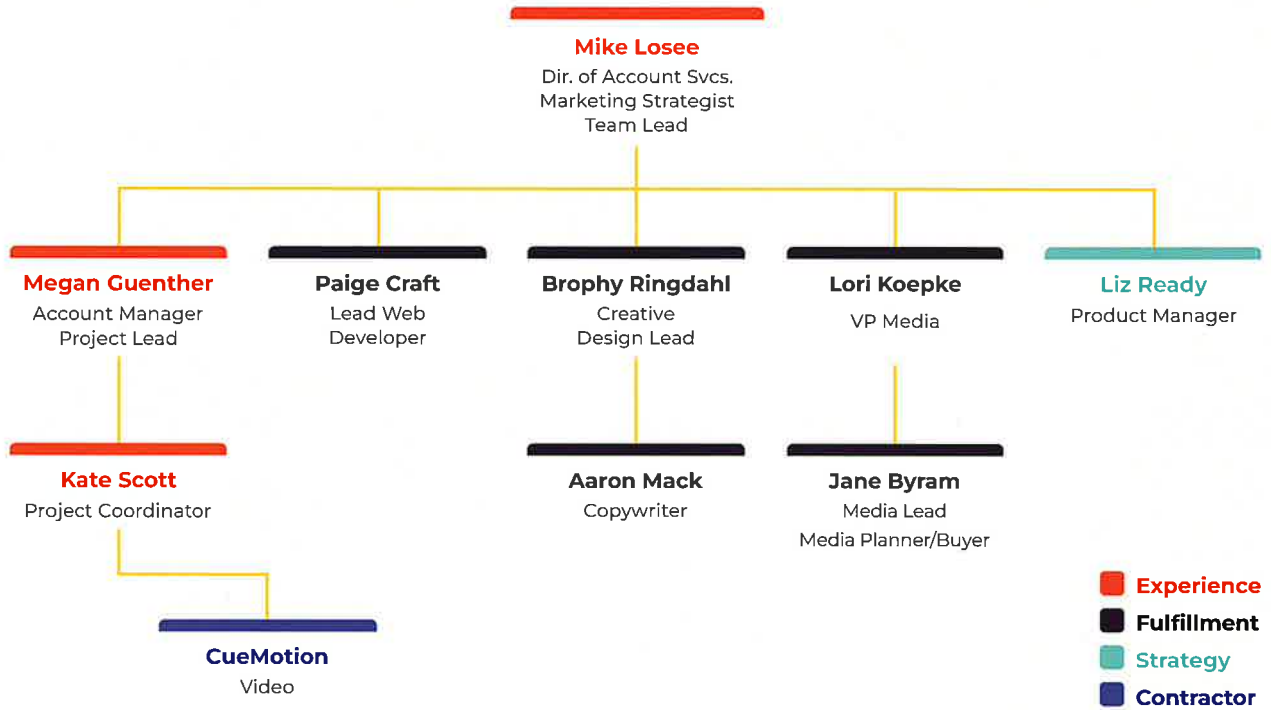 Mike Losee
Dir. of Account Svcs.
Marketing Strategist
Team Lead
Megan Guenther
Account Manager
Project Lead
Paige Craft
Lead Web
Developer
Brophy Ringdahl
Creative
Design Lead
Lori Koepke
VP Media
Liz Ready
Product Manager
Kate Scott
Project Coordinator
Aaron Mack
Copywriter
Jane Byram
Media Lead
Media Planner/Buyer
CueMotion
Video
Experience
Fulfillment
Strategy
Contractor